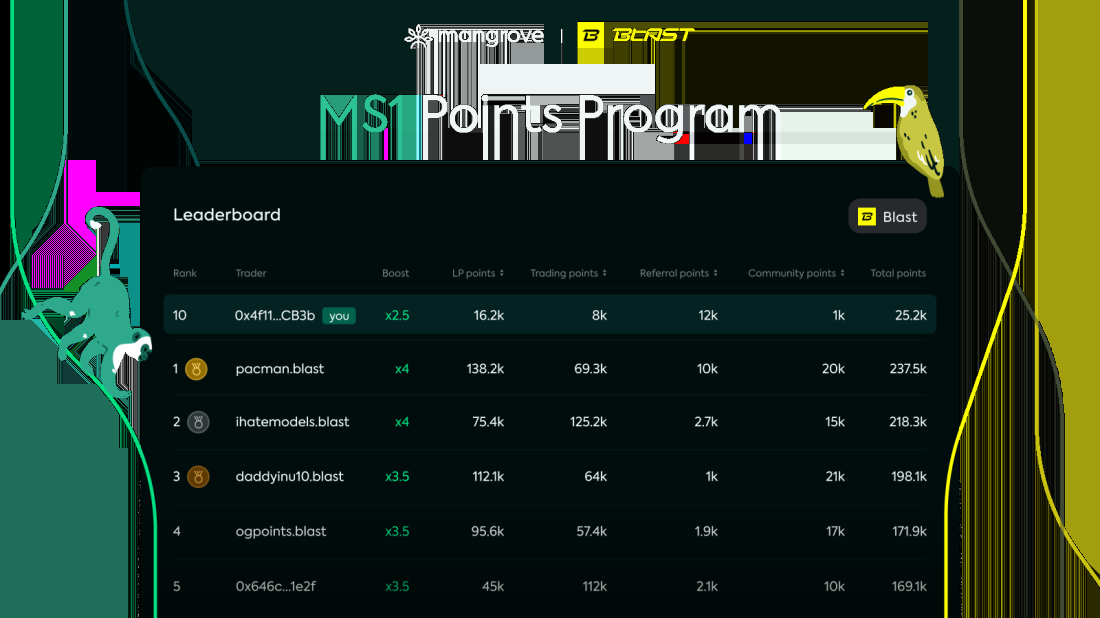 mangrove | B BLAST
MS1 Points Program
Leaderboard
B Blast
Rank Trader Boost LP points Trading points Referral points Community points Total points
10 0x4f11...CB3b you x2.5 16.2k 8k 12k 1k 25.2k
1 pacman.blast x4 138.2k 69.3k 10k 20k 237.5k
2 ihatemodels.blast x4 75.4k 125.2k 2.7k 15k 218.3k
3 daddyinu10.blast x3.5 112.1k 64k 1k 21k 198.1k
4 ogpoints.blast x3.5 95.6k 57.4k 1.9k 17k 171.9k
5 0x646c...1e2f x3.5 45k 112k 2.1k 10k 169.1k